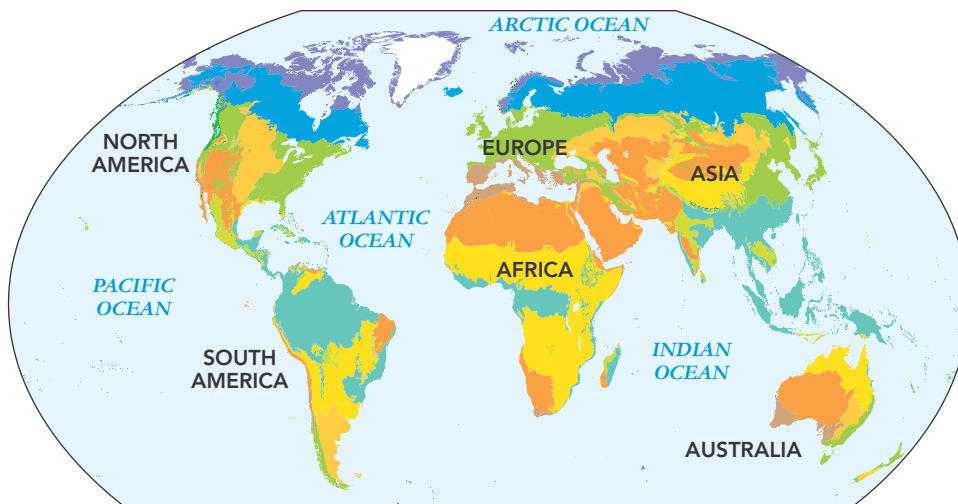 ARCTIC OCEAN
NORTH
AMERICA
EUROPE
ASIA
ATLANTIC
OCEAN
AFRICA
PACIFIC
OCEAN
SOUTH
AMERICA
INDIAN
OCEAN
AUSTRALIA